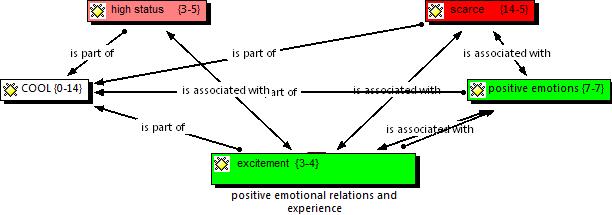 high status {3-5}
scarce {14-5}
is part of
is part of
is associated with
COOL {0-14}
is associated with
part of
is associated with
positive emotions {7-7}
is part of
is associated with
excitement {3-4}
positive emotional relations and
experience